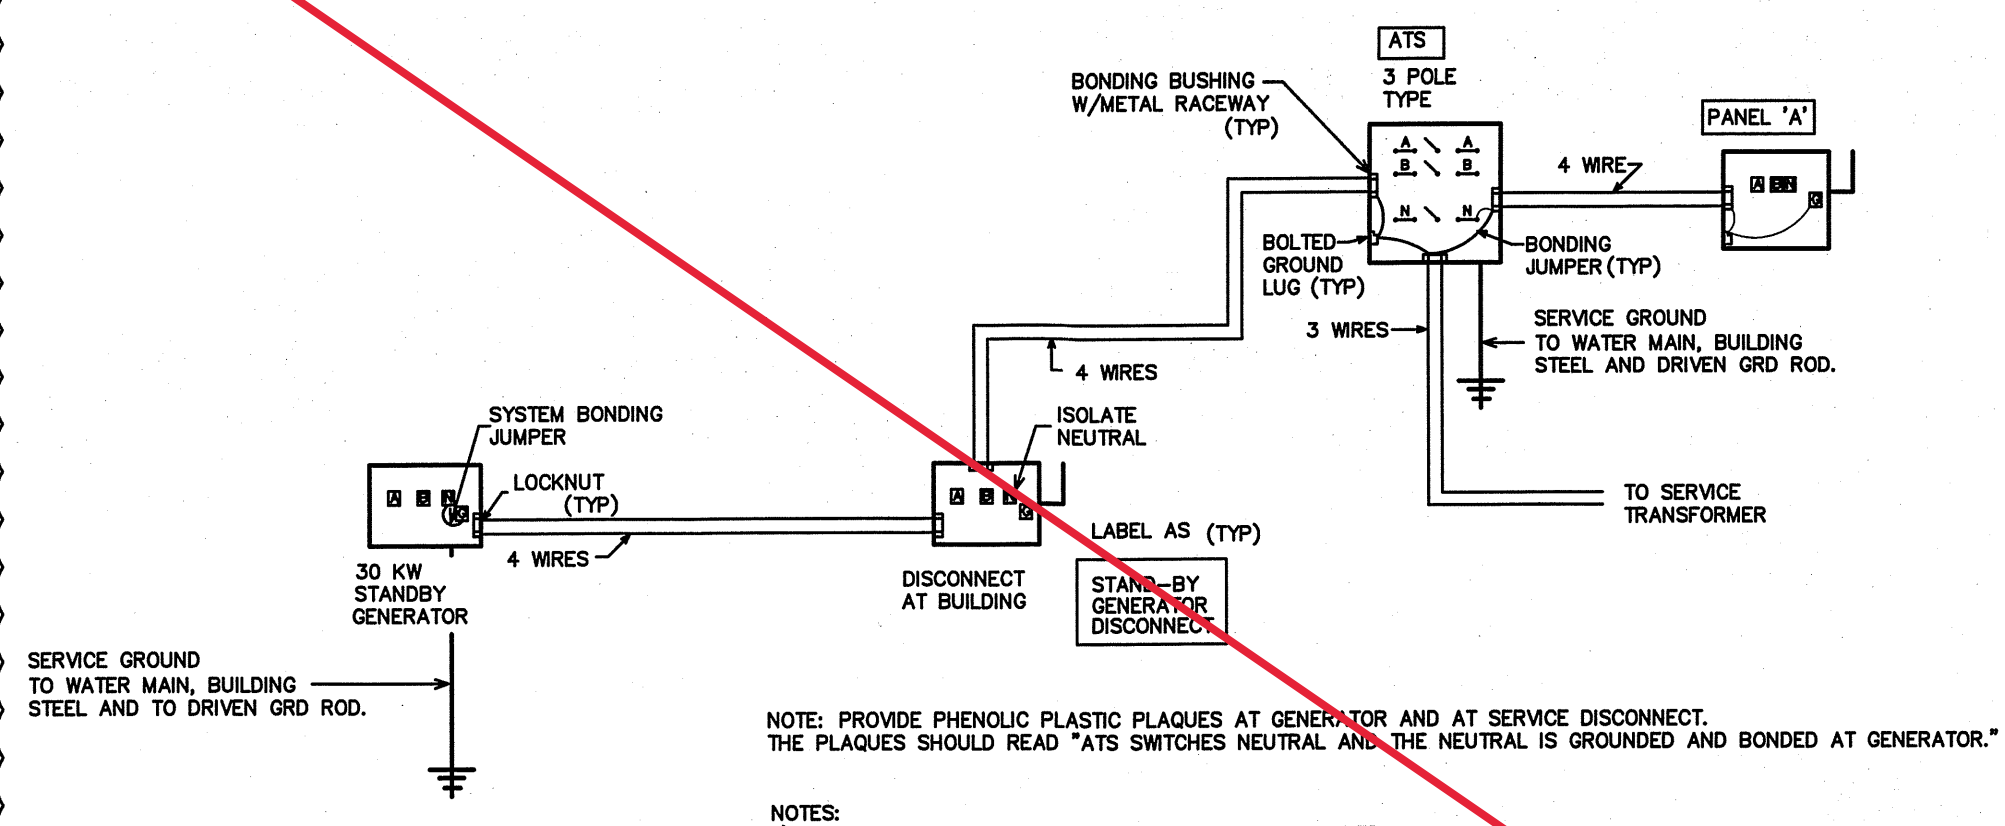 ATS
3 POLE
TYPE
BONDING BUSHING
W/METAL RACEWAY
(TYP)
PANEL 'A'
A A
B B
N N
4 WIRE
A B N
G
BOLTED
GROUND
LUG (TYP)
BONDING
JUMPER (TYP)
3 WIRES
SERVICE GROUND
TO WATER MAIN, BUILDING
STEEL AND DRIVEN GRD ROD.
4 WIRES
SYSTEM BONDING
JUMPER
ISOLATE
NEUTRAL
A B N
G
LOCKNUT
(TYP)
4 WIRES
A B N
G
TO SERVICE
TRANSFORMER
30 KW
STANDBY
GENERATOR
DISCONNECT
AT BUILDING
LABEL AS (TYP)
STAND-BY
GENERATOR
DISCONNECT
SERVICE GROUND
TO WATER MAIN, BUILDING
STEEL AND TO DRIVEN GRD ROD.
NOTE: PROVIDE PHENOLIC PLASTIC PLAQUES AT GENERATOR AND AT SERVICE DISCONNECT.
THE PLAQUES SHOULD READ "ATS SWITCHES NEUTRAL AND THE NEUTRAL IS GROUNDED AND BONDED AT GENERATOR."
NOTES: